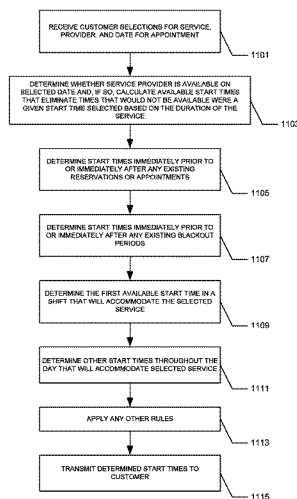 RECEIVE CUSTOMER SELECTIONS FOR SERVICE,
PROVIDER, AND DATE FOR APPOINTMENT
1101
DETERMINE WHETHER SERVICE PROVIDER IS AVAILABLE ON
SELECTED DATE AND, IF SO, CALCULATE AVAILABLE START TIMES
THAT ELIMINATE TIMES THAT WOULD NOT BE AVAILABLE WERE A
GIVEN START TIME SELECTED BASED ON THE DURATION OF THE
SERVICE
1103
DETERMINE START TIMES IMMEDIATELY PRIOR TO
OR IMMEDIATELY AFTER ANY EXISTING
RESERVATIONS OR APPOINTMENTS
1105
DETERMINE START TIMES IMMEDIATELY PRIOR TO
OR IMMEDIATELY AFTER ANY EXISTING BLACKOUT
PERIODS
1107
DETERMINE THE FIRST AVAILABLE START TIME IN A
SHIFT THAT WILL ACCOMMODATE THE SELECTED
SERVICE
1109
DETERMINE OTHER START TIMES THROUGHOUT THE
DAY THAT WILL ACCOMMODATE SELECTED SERVICE
1111
APPLY ANY OTHER RULES
1113
TRANSMIT DETERMINED START TIMES TO
CUSTOMER
1115